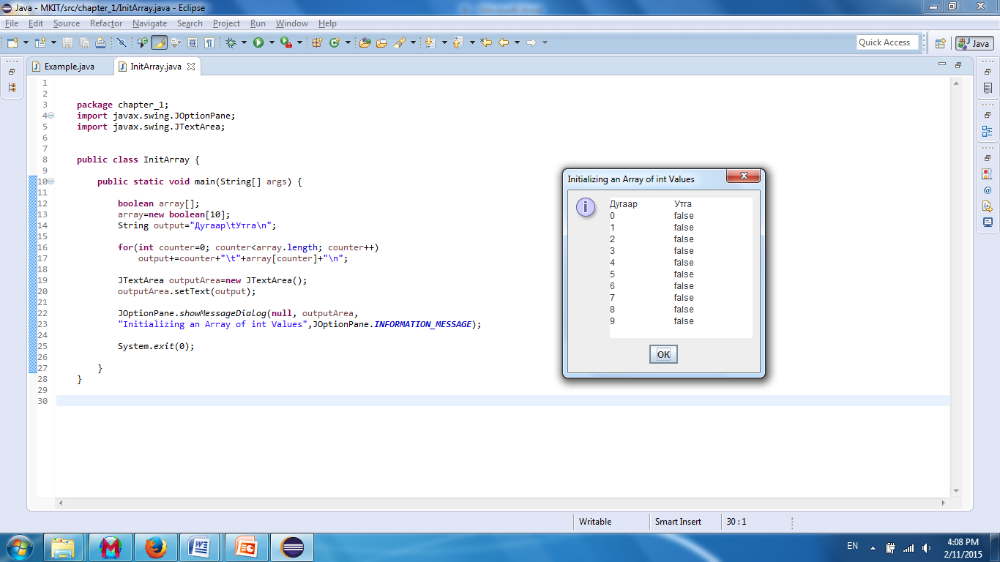 Java - MKIT/src/chapter_1/InitArray.java - Eclipse
File Edit Source Refactor Navigate Search Project Run Window Help
Quick Access
Java
Example.java InitArray.java
1
2
3 package chapter_1;
4 import javax.swing.JOptionPane;
5 import javax.swing.JTextArea;
6
7
8 public class InitArray {
9
10 public static void main(String[] args) {
11
12 boolean array[];
13 array=new boolean[10];
14 String output="Дугаар\tУтга\n";
15
16 for(int counter=0; counter<array.length; counter++)
17 output+=counter+"\t"+array[counter]+"\n";
18
19 JTextArea outputArea=new JTextArea();
20 outputArea.setText(output);
21
22 JOptionPane.showMessageDialog(null, outputArea,
23 "Initializing an Array of int Values",JOptionPane.INFORMATION_MESSAGE);
24
25 System.exit(0);
26
27 }
28 }
29
30
Initializing an Array of int Values
Дугаар Утга
0 false
1 false
2 false
3 false
4 false
5 false
6 false
7 false
8 false
9 false
OK
Writable Smart Insert 30 : 1
EN
4:08 PM
2/11/2015